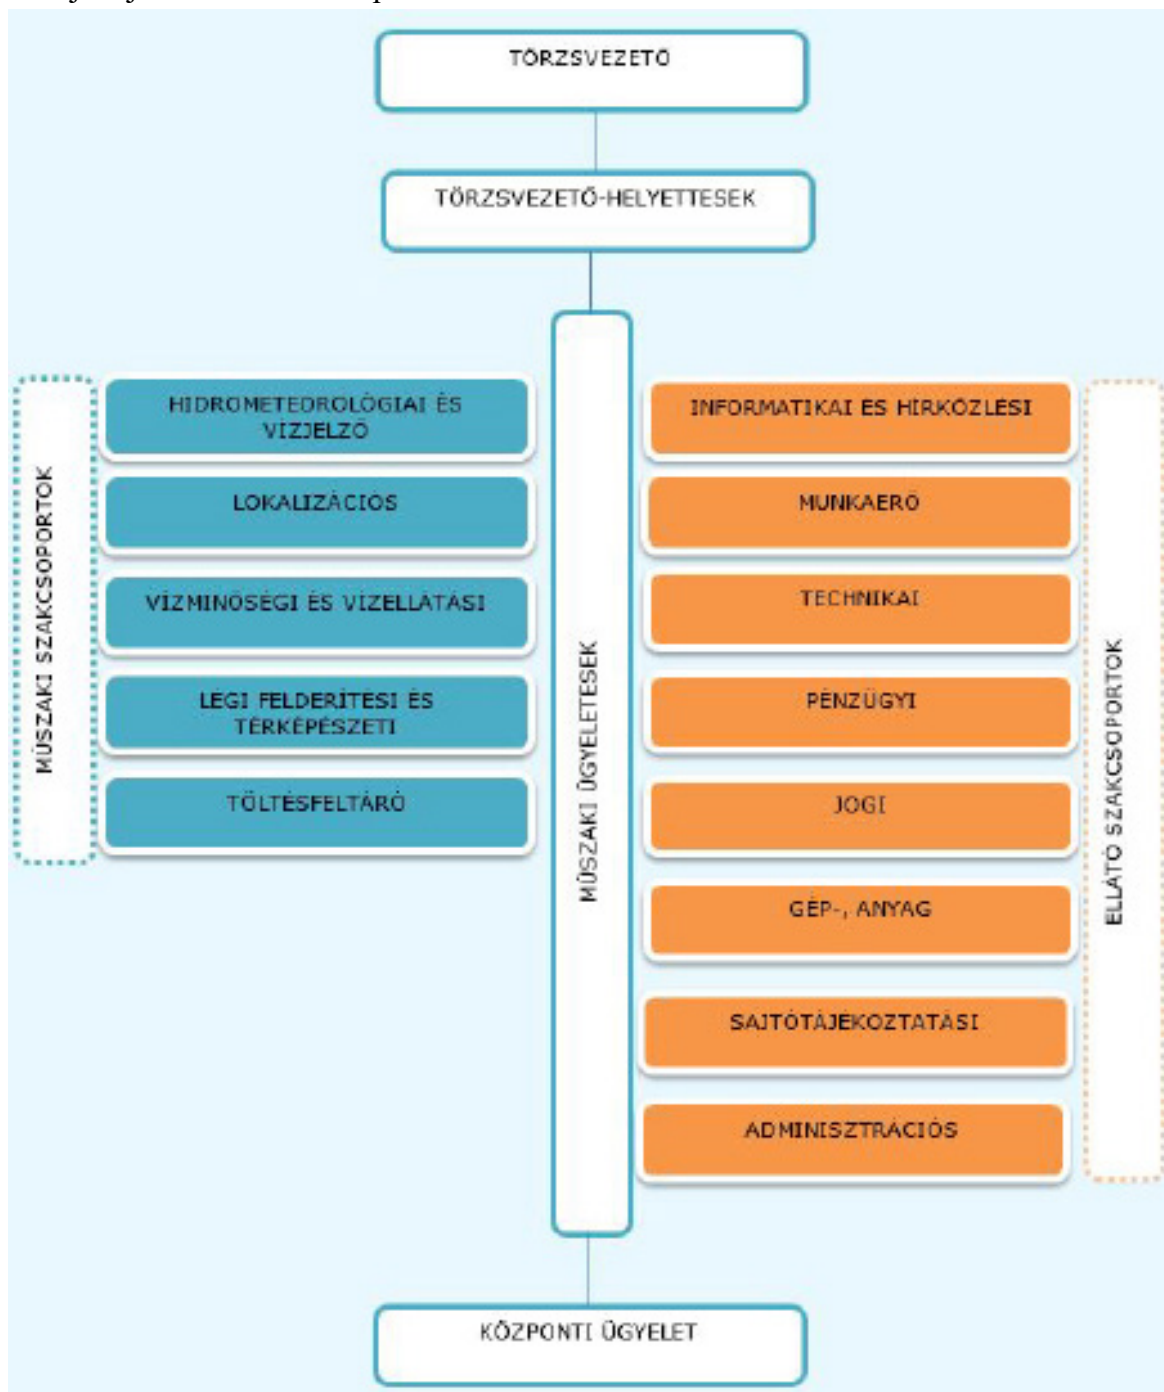 TÖRZSVEZETŐ
TÖRZSVEZETŐ-HELYETTESEK
MŰSZAKI SZAKCSOPORTOK
HIDROMETEOROLÓGIAI ÉS
VÍZJELZŐ
LOKALIZÁCIÓS
VÍZMINŐSÉGI ÉS VÍZELLÁTÁSI
LÉGI FELDERÍTÉSI ÉS
TÉRKÉPÉSZETI
TÖLTÉSFELTÁRÓ
MŰSZAKI ÜGYELETESEK
INFORMATIKAI ÉS HÍRKÖZLÉSI
MUNKAERŐ
TECHNIKAI
PÉNZÜGYI
JOGI
GÉP-, ANYAG
SAJTÓTÁJÉKOZTATÁSI
ADMINISZTRÁCIÓS
ELLÁTÓ SZAKCSOPORTOK
KÖZPONTI ÜGYELET